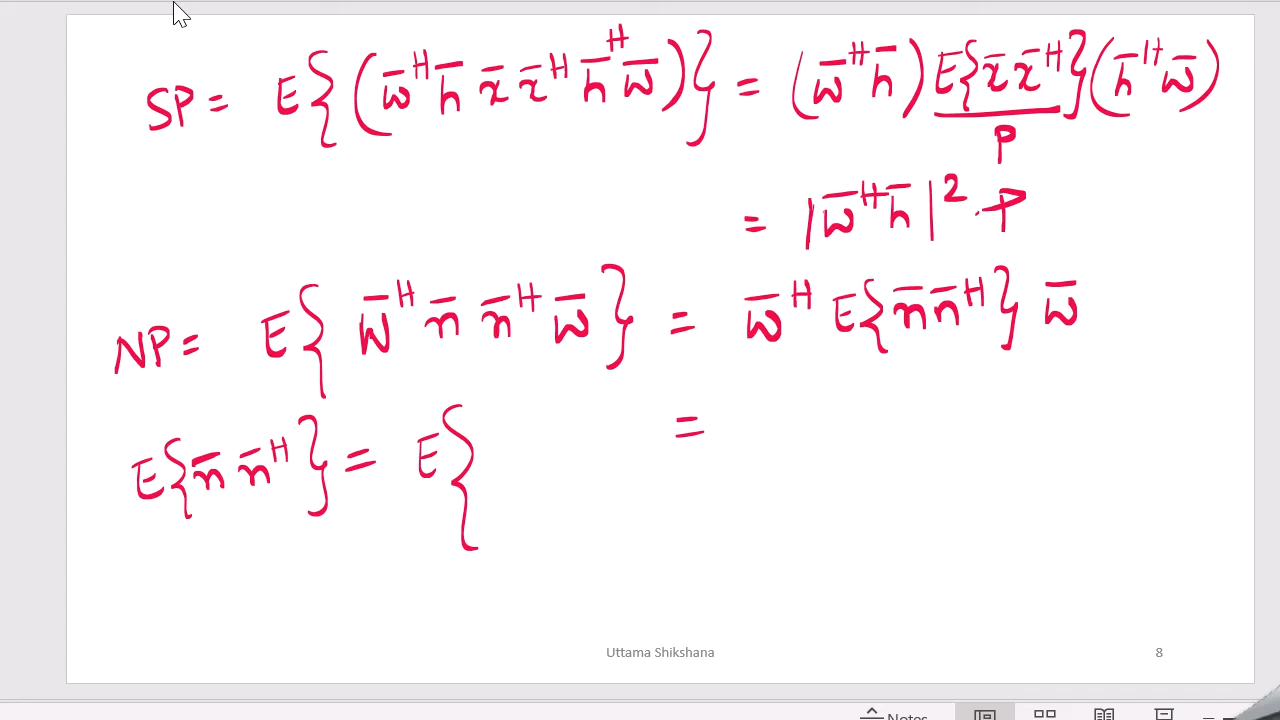 SP = E{(w̄ᴴ h̄ x̄ x̄ᴴ h̄ᴴ w̄)} = (w̄ᴴ h̄) E{x̄ x̄ᴴ} (h̄ᴴ w̄)
P
= |w̄ᴴ h̄|² · P
NP = E{ w̄ᴴ n̄ n̄ᴴ w̄ } = w̄ᴴ E{n̄ n̄ᴴ} w̄
=
E{n̄ n̄ᴴ} = E{
Uttama Shikshana 8
Notes